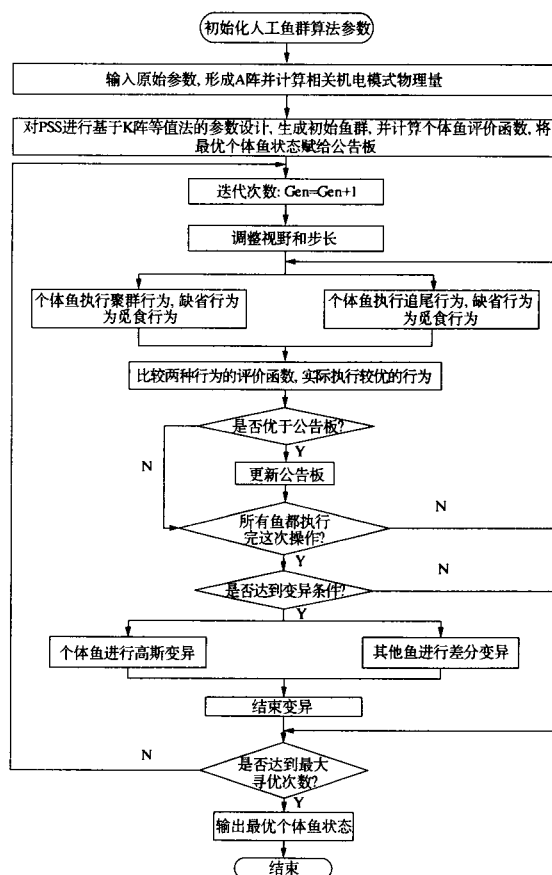 初始化人工鱼群算法参数
输入原始参数, 形成A阵并计算相关机电模式物理量
对PSS进行基于K阵等值法的参数设计, 生成初始鱼群, 并计算个体鱼评价函数, 将
最优个体鱼状态赋给公告板
迭代次数: Gen=Gen+1
调整视野和步长
个体鱼执行聚群行为, 缺省行为
为觅食行为
个体鱼执行追尾行为, 缺省行为
为觅食行为
比较两种行为的评价函数, 实际执行较优的行为
是否优于公告板?
N
Y
更新公告板
所有鱼都执行
完这次操作?
N
Y
是否达到变异条件?
N
Y
个体鱼进行高斯变异
其他鱼进行差分变异
结束变异
是否达到最大
寻优次数?
N
Y
输出最优个体鱼状态
结束